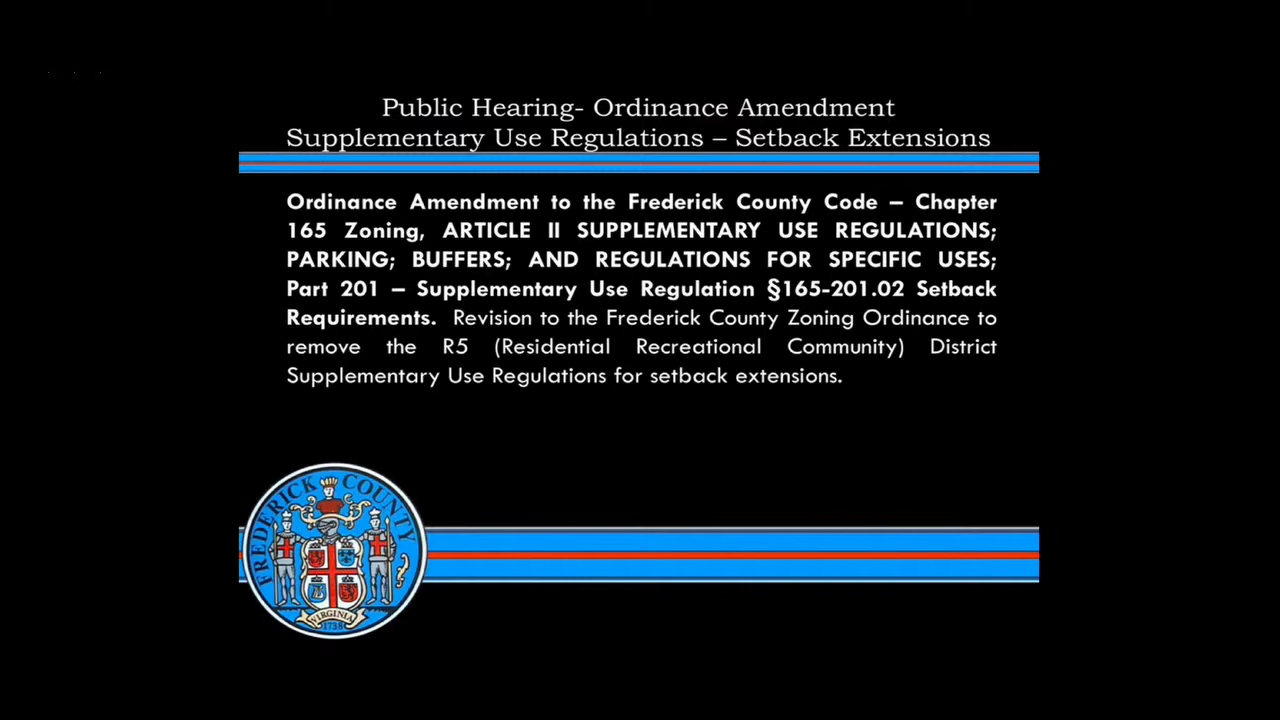 Public Hearing- Ordinance Amendment
Supplementary Use Regulations – Setback Extensions
Ordinance Amendment to the Frederick County Code – Chapter
165 Zoning, ARTICLE II SUPPLEMENTARY USE REGULATIONS;
PARKING; BUFFERS; AND REGULATIONS FOR SPECIFIC USES;
Part 201 – Supplementary Use Regulation §165-201.02 Setback
Requirements. Revision to the Frederick County Zoning Ordinance to
remove the R5 (Residential Recreational Community) District
Supplementary Use Regulations for setback extensions.
FREDERICK COUNTY
VIRGINIA
1738